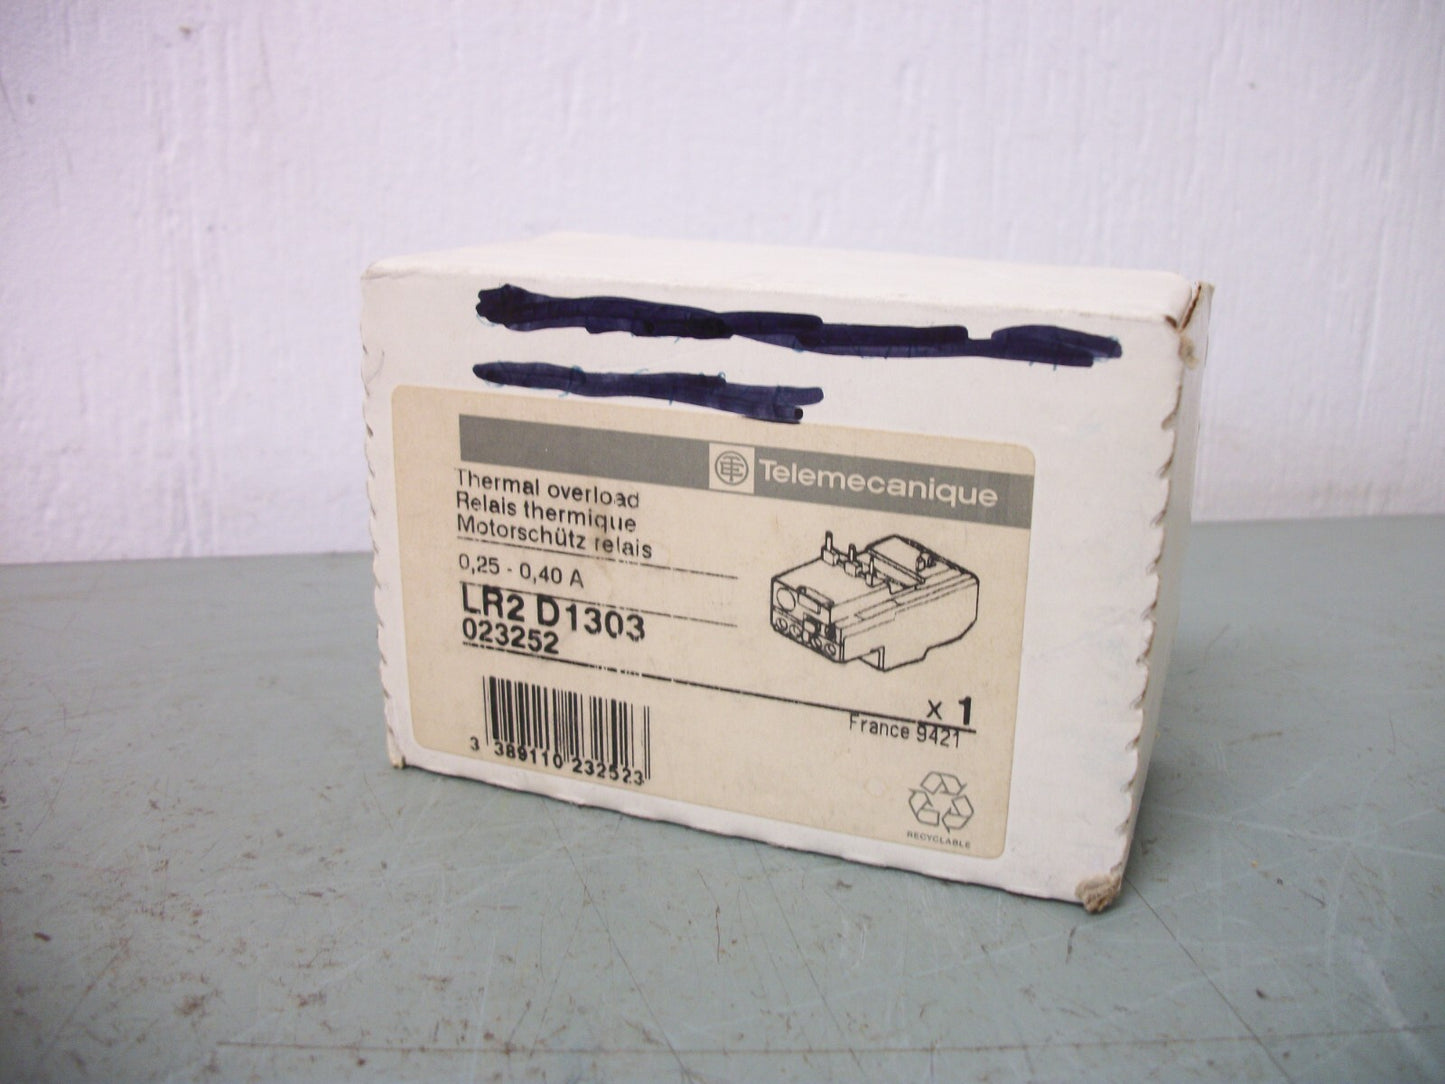 Telemecanique
Thermal overload
Relais thermique
Motorschütz relais
0,25 - 0,40 A
LR2 D1303
023252
x 1
France 9421
3 389110 232523
RECYCLABLE